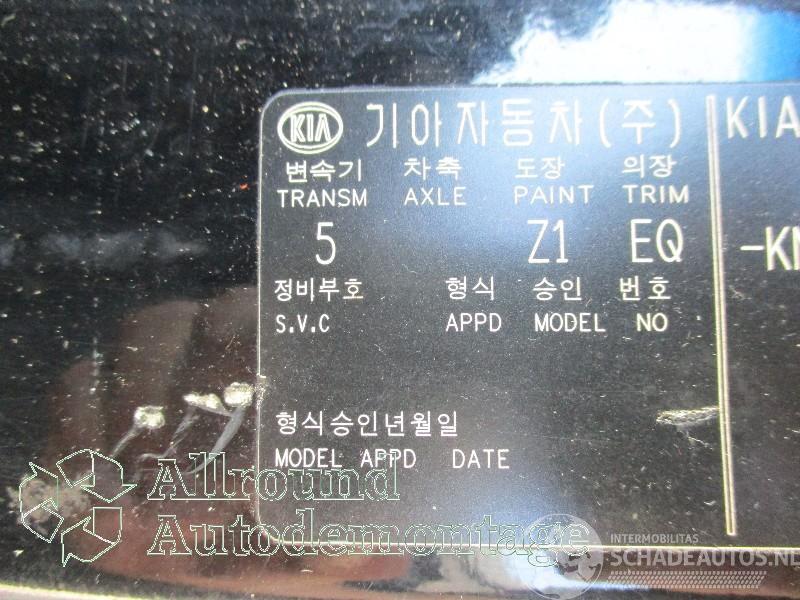 KIA 기아자동차(주) KIA
변속기 차축 도장 의장
TRANSM AXLE PAINT TRIM
5 Z1 EQ
-KN
정비부호 형식 승인 번호
S.V.C APPD MODEL NO
형식승인년월일
MODEL APPD DATE
Allround
Autodemontage
INTERMOBILITAS
SCHADEAUTOS.NL